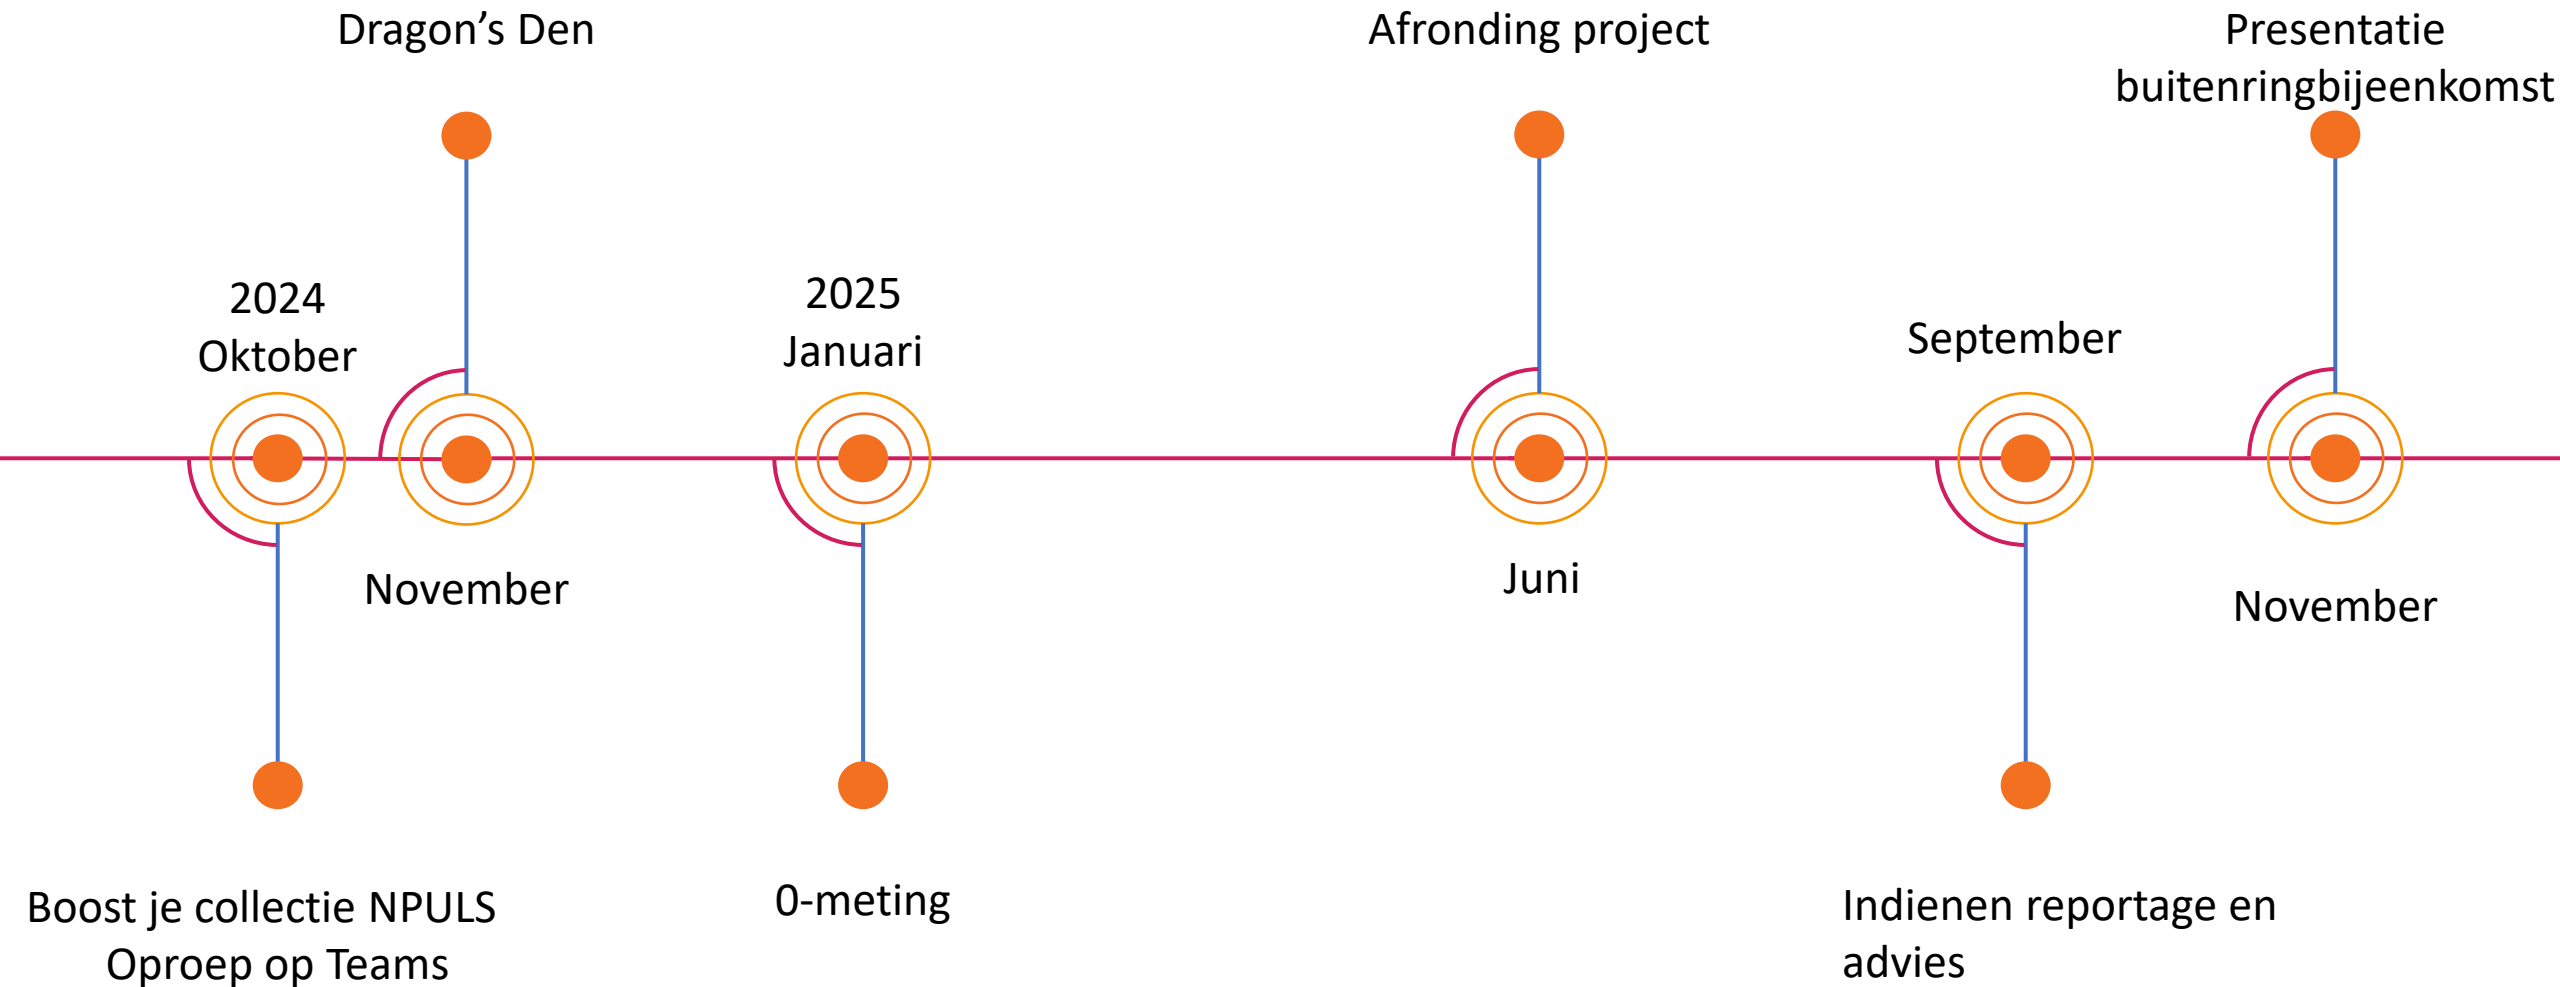 Dragon’s Den
Afronding project
Presentatie
buitenringbijeenkomst
2024
Oktober
2025
Januari
September
November
Juni
November
Boost je collectie NPULS
Oproep op Teams
0-meting
Indienen reportage en
advies